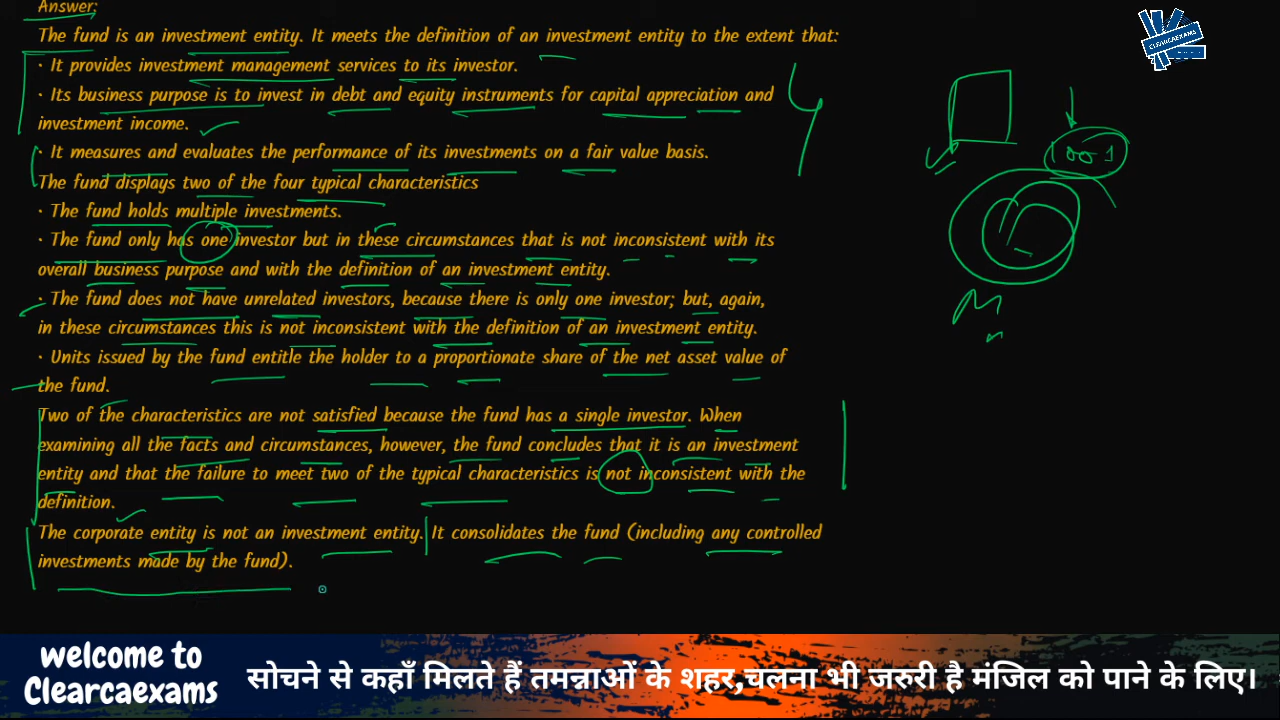 Answer:
The fund is an investment entity. It meets the definition of an investment entity to the extent that:
· It provides investment management services to its investor.
· Its business purpose is to invest in debt and equity instruments for capital appreciation and
investment income.
· It measures and evaluates the performance of its investments on a fair value basis.
The fund displays two of the four typical characteristics
· The fund holds multiple investments.
· The fund only has one investor but in these circumstances that is not inconsistent with its
overall business purpose and with the definition of an investment entity.
· The fund does not have unrelated investors, because there is only one investor; but, again,
in these circumstances this is not inconsistent with the definition of an investment entity.
· Units issued by the fund entitle the holder to a proportionate share of the net asset value of
the fund.
Two of the characteristics are not satisfied because the fund has a single investor. When
examining all the facts and circumstances, however, the fund concludes that it is an investment
entity and that the failure to meet two of the typical characteristics is not inconsistent with the
definition.
The corporate entity is not an investment entity. It consolidates the fund (including any controlled
investments made by the fund).
CLEARCAEXAMS
welcome to
Clearcaexams
सोचने से कहाँ मिलते हैं तमन्नाओं के शहर,चलना भी जरुरी है मंजिल को पाने के लिए।